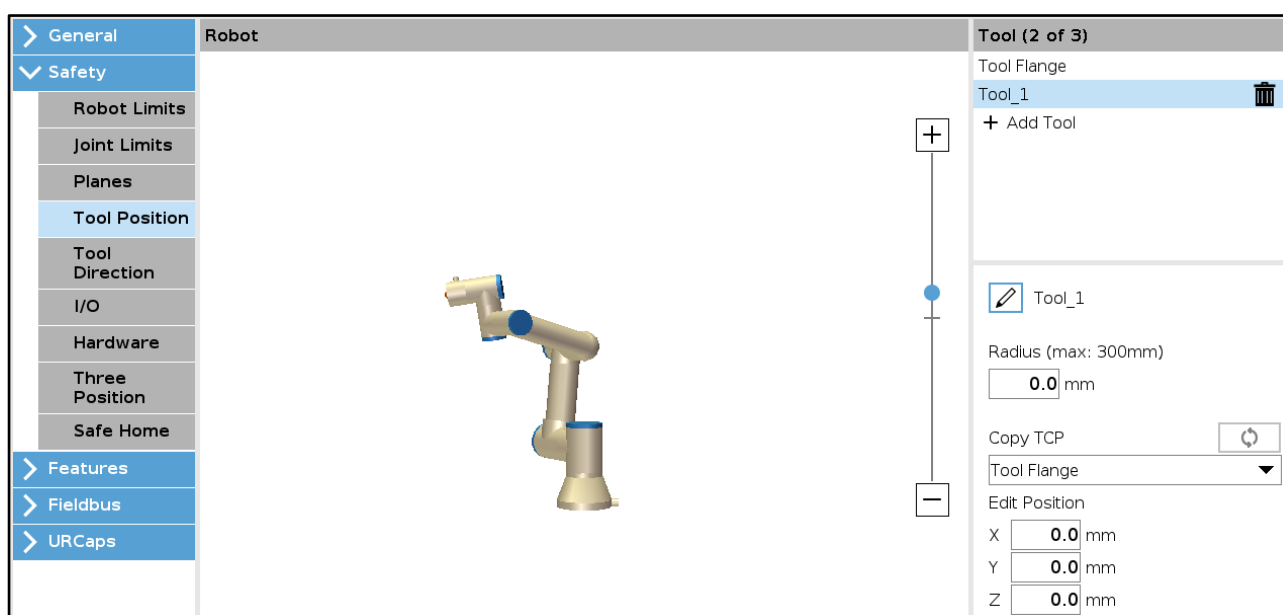 General
Safety
Robot Limits
Joint Limits
Planes
Tool Position
Tool
Direction
I/O
Hardware
Three
Position
Safe Home
Features
Fieldbus
URCaps
Robot
+
−
Tool (2 of 3)
Tool Flange
Tool_1
+ Add Tool
Tool_1
Radius (max: 300mm)
0.0 mm
Copy TCP
Tool Flange
Edit Position
X 0.0 mm
Y 0.0 mm
Z 0.0 mm